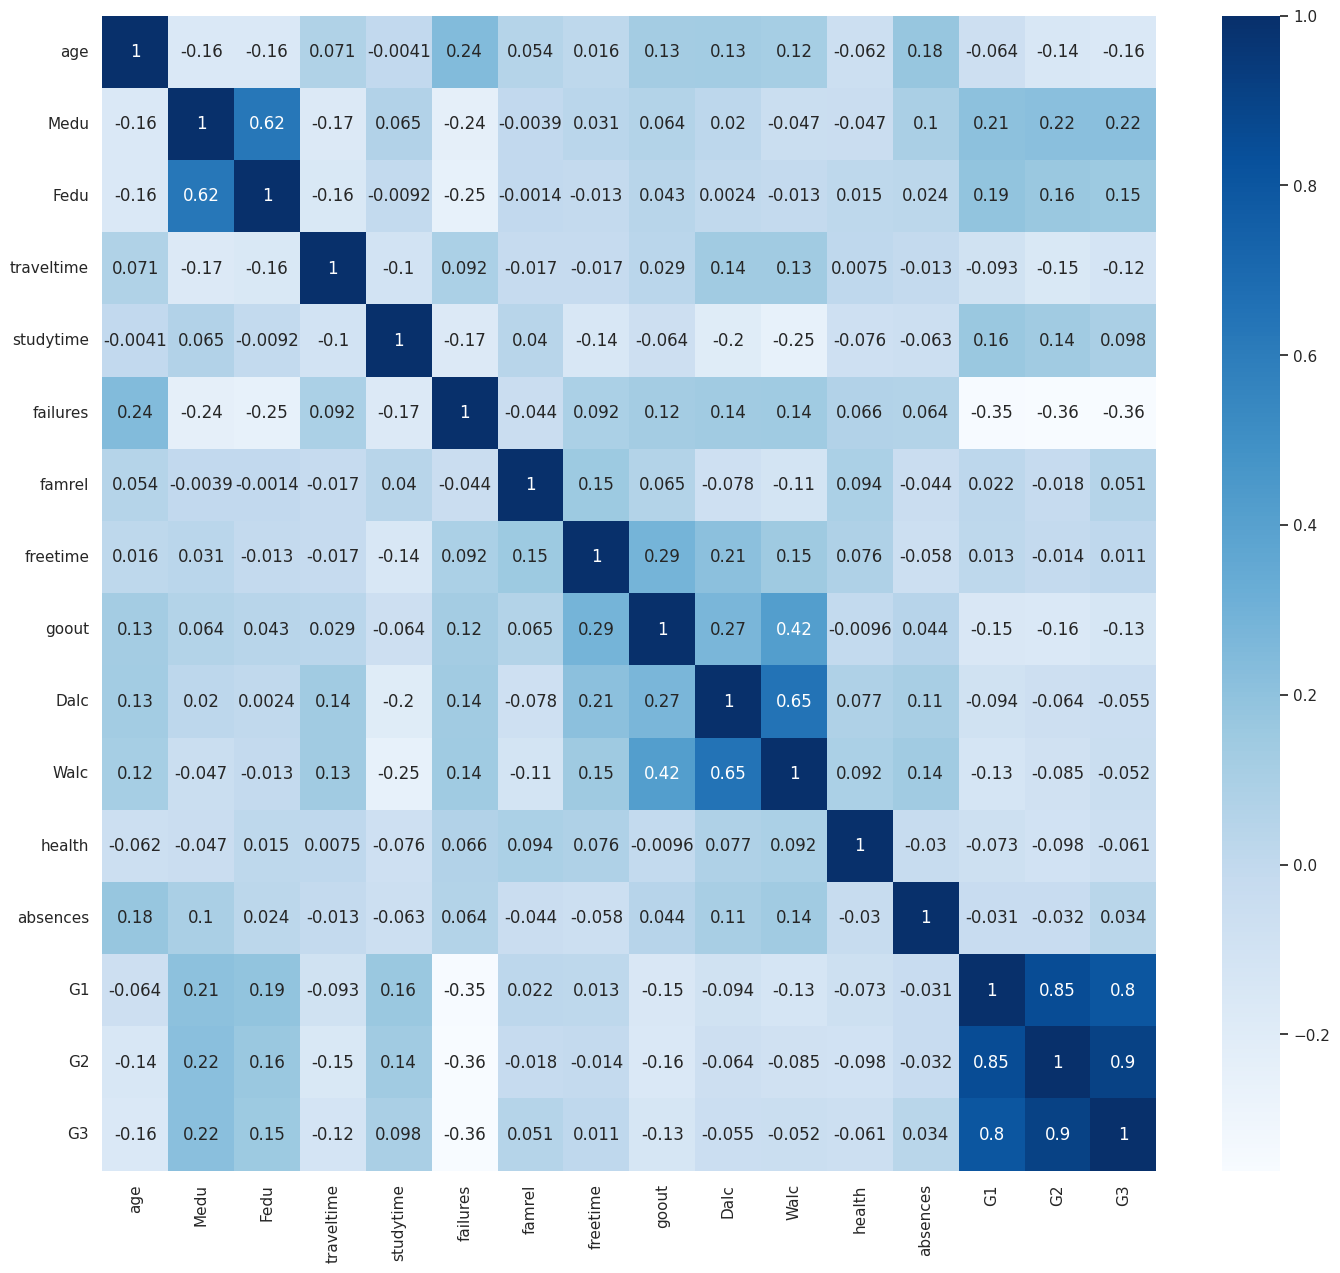 age 1 -0.16 -0.16 0.071 -0.0041 0.24 0.054 0.016 0.13 0.13 0.12 -0.062 0.18 -0.064 -0.14 -0.16
Medu -0.16 1 0.62 -0.17 0.065 -0.24 -0.0039 0.031 0.064 0.02 -0.047 -0.047 0.1 0.21 0.22 0.22
Fedu -0.16 0.62 1 -0.16 -0.0092 -0.25 -0.0014 -0.013 0.043 0.0024 -0.013 0.015 0.024 0.19 0.16 0.15
traveltime 0.071 -0.17 -0.16 1 -0.1 0.092 -0.017 -0.017 0.029 0.14 0.13 0.0075 -0.013 -0.093 -0.15 -0.12
studytime -0.0041 0.065 -0.0092 -0.1 1 -0.17 0.04 -0.14 -0.064 -0.2 -0.25 -0.076 -0.063 0.16 0.14 0.098
failures 0.24 -0.24 -0.25 0.092 -0.17 1 -0.044 0.092 0.12 0.14 0.14 0.066 0.064 -0.35 -0.36 -0.36
famrel 0.054 -0.0039 -0.0014 -0.017 0.04 -0.044 1 0.15 0.065 -0.078 -0.11 0.094 -0.044 0.022 -0.018 0.051
freetime 0.016 0.031 -0.013 -0.017 -0.14 0.092 0.15 1 0.29 0.21 0.15 0.076 -0.058 0.013 -0.014 0.011
goout 0.13 0.064 0.043 0.029 -0.064 0.12 0.065 0.29 1 0.27 0.42 -0.0096 0.044 -0.15 -0.16 -0.13
Dalc 0.13 0.02 0.0024 0.14 -0.2 0.14 -0.078 0.21 0.27 1 0.65 0.077 0.11 -0.094 -0.064 -0.055
Walc 0.12 -0.047 -0.013 0.13 -0.25 0.14 -0.11 0.15 0.42 0.65 1 0.092 0.14 -0.13 -0.085 -0.052
health -0.062 -0.047 0.015 0.0075 -0.076 0.066 0.094 0.076 -0.0096 0.077 0.092 1 -0.03 -0.073 -0.098 -0.061
absences 0.18 0.1 0.024 -0.013 -0.063 0.064 -0.044 -0.058 0.044 0.11 0.14 -0.03 1 -0.031 -0.032 0.034
G1 -0.064 0.21 0.19 -0.093 0.16 -0.35 0.022 0.013 -0.15 -0.094 -0.13 -0.073 -0.031 1 0.85 0.8
G2 -0.14 0.22 0.16 -0.15 0.14 -0.36 -0.018 -0.014 -0.16 -0.064 -0.085 -0.098 -0.032 0.85 1 0.9
G3 -0.16 0.22 0.15 -0.12 0.098 -0.36 0.051 0.011 -0.13 -0.055 -0.052 -0.061 0.034 0.8 0.9 1
age Medu Fedu traveltime studytime failures famrel freetime goout Dalc Walc health absences G1 G2 G3
1.0
0.8
0.6
0.4
0.2
0.0
−0.2